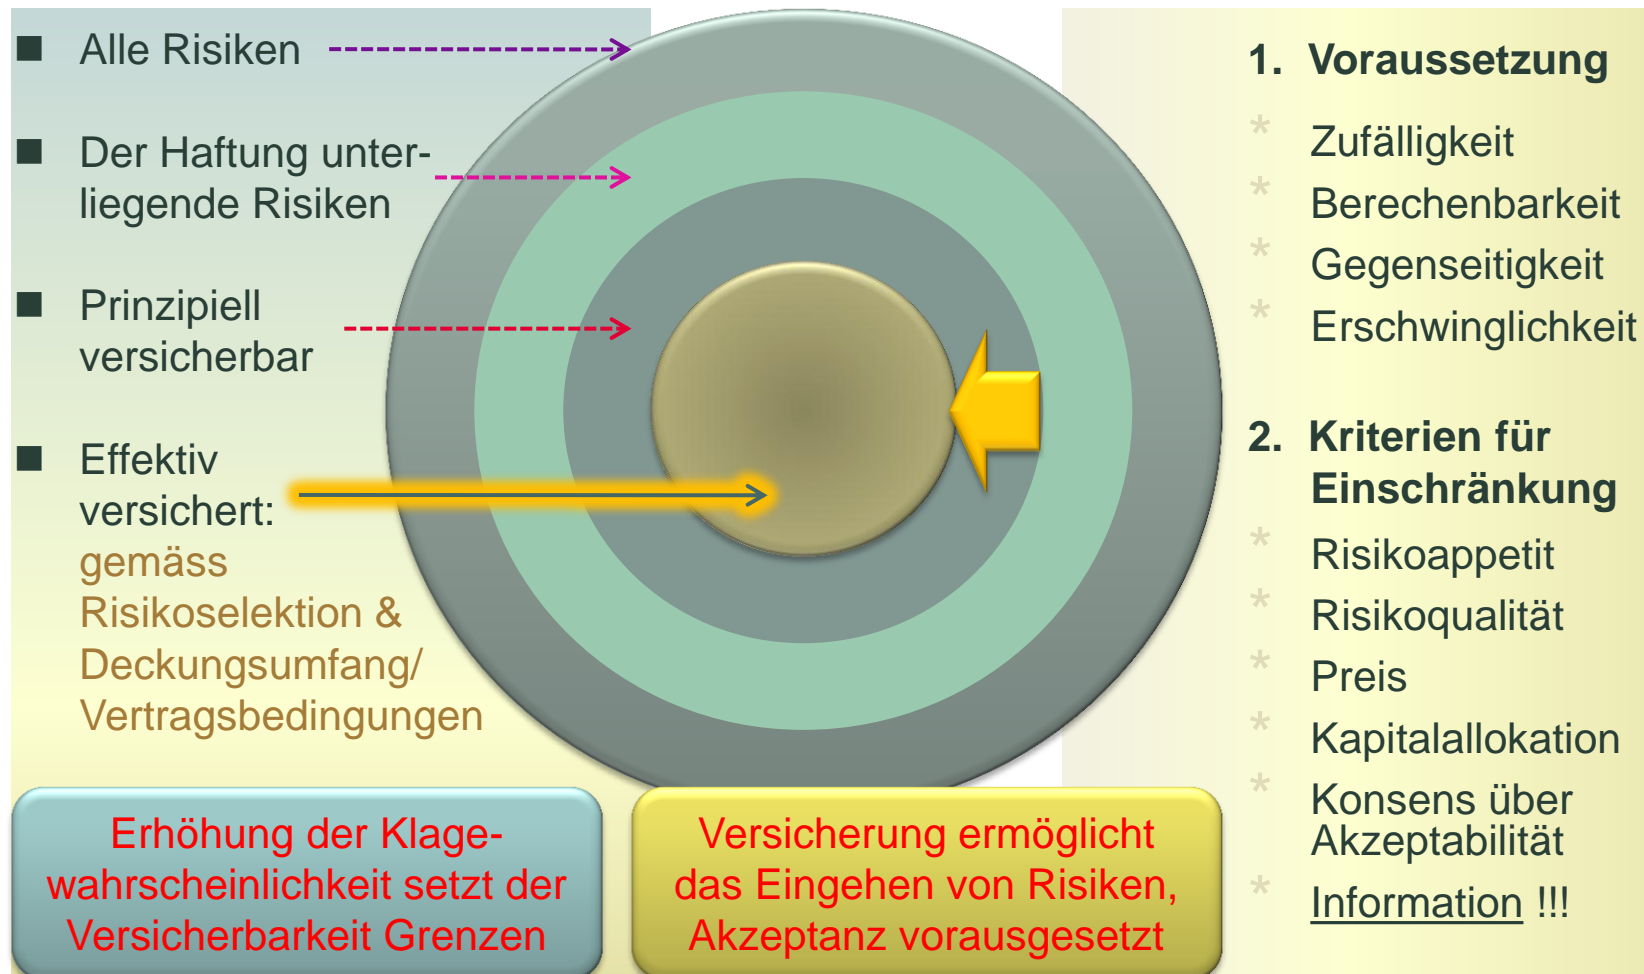 ■ Alle Risiken
■ Der Haftung unter-
liegende Risiken
■ Prinzipiell
versicherbar
■ Effektiv
versichert:
gemäss
Risikoselektion &
Deckungsumfang/
Vertragsbedingungen
Erhöhung der Klage-
wahrscheinlichkeit setzt der
Versicherbarkeit Grenzen
Versicherung ermöglicht
das Eingehen von Risiken,
Akzeptanz vorausgesetzt
1. Voraussetzung
* Zufälligkeit
* Berechenbarkeit
* Gegenseitigkeit
* Erschwinglichkeit
2. Kriterien für
Einschränkung
* Risikoappetit
* Risikoqualität
* Preis
* Kapitalallokation
* Konsens über
Akzeptabilität
* Information !!!